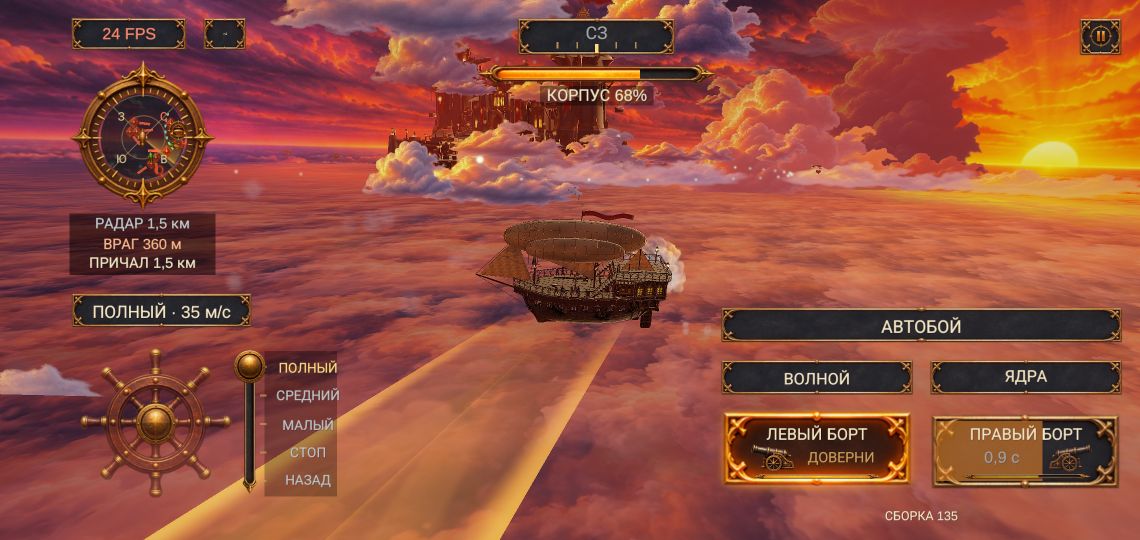 24 FPS
СЗ
КОРПУС 68%
З
С
Ю
В
РАДАР 1,5 км
ВРАГ 360 м
ПРИЧАЛ 1,5 км
ПОЛНЫЙ · 35 м/с
ПОЛНЫЙ
СРЕДНИЙ
МАЛЫЙ
СТОП
НАЗАД
АВТОБОЙ
ВОЛНОЙ
ЯДРА
ЛЕВЫЙ БОРТ
ДОВЕРНИ
ПРАВЫЙ БОРТ
0,9 с
СБОРКА 135